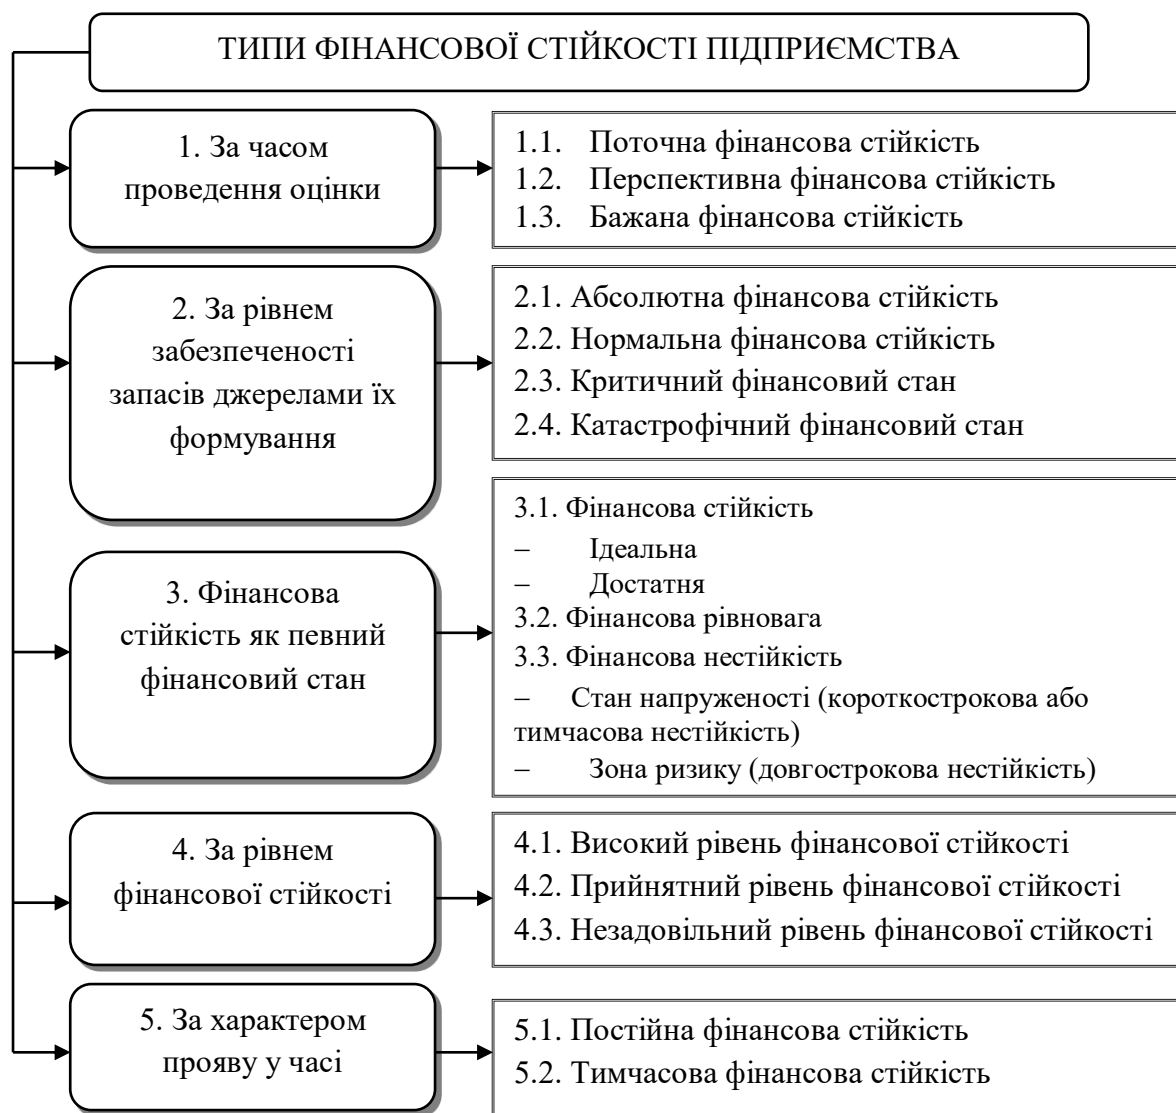 ТИПИ ФІНАНСОВОЇ СТІЙКОСТІ ПІДПРИЄМСТВА
1. За часом
проведення оцінки
1.1. Поточна фінансова стійкість
1.2. Перспективна фінансова стійкість
1.3. Бажана фінансова стійкість
2. За рівнем
забезпеченості
запасів джерелами їх
формування
2.1. Абсолютна фінансова стійкість
2.2. Нормальна фінансова стійкість
2.3. Критичний фінансовий стан
2.4. Катастрофічний фінансовий стан
3. Фінансова
стійкість як певний
фінансовий стан
3.1. Фінансова стійкість
– Ідеальна
– Достатня
3.2. Фінансова рівновага
3.3. Фінансова нестійкість
– Стан напруженості (короткострокова або
тимчасова нестійкість)
– Зона ризику (довгострокова нестійкість)
4. За рівнем
фінансової стійкості
4.1. Високий рівень фінансової стійкості
4.2. Прийнятний рівень фінансової стійкості
4.3. Незадовільний рівень фінансової стійкості
5. За характером
прояву у часі
5.1. Постійна фінансова стійкість
5.2. Тимчасова фінансова стійкість